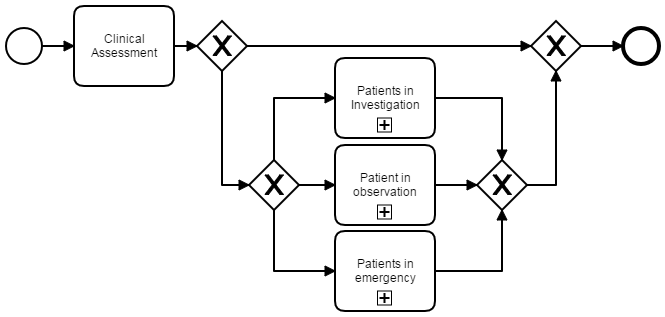 Clinical
Assessment
Patients in
Investigation
Patient in
observation
Patients in
emergency